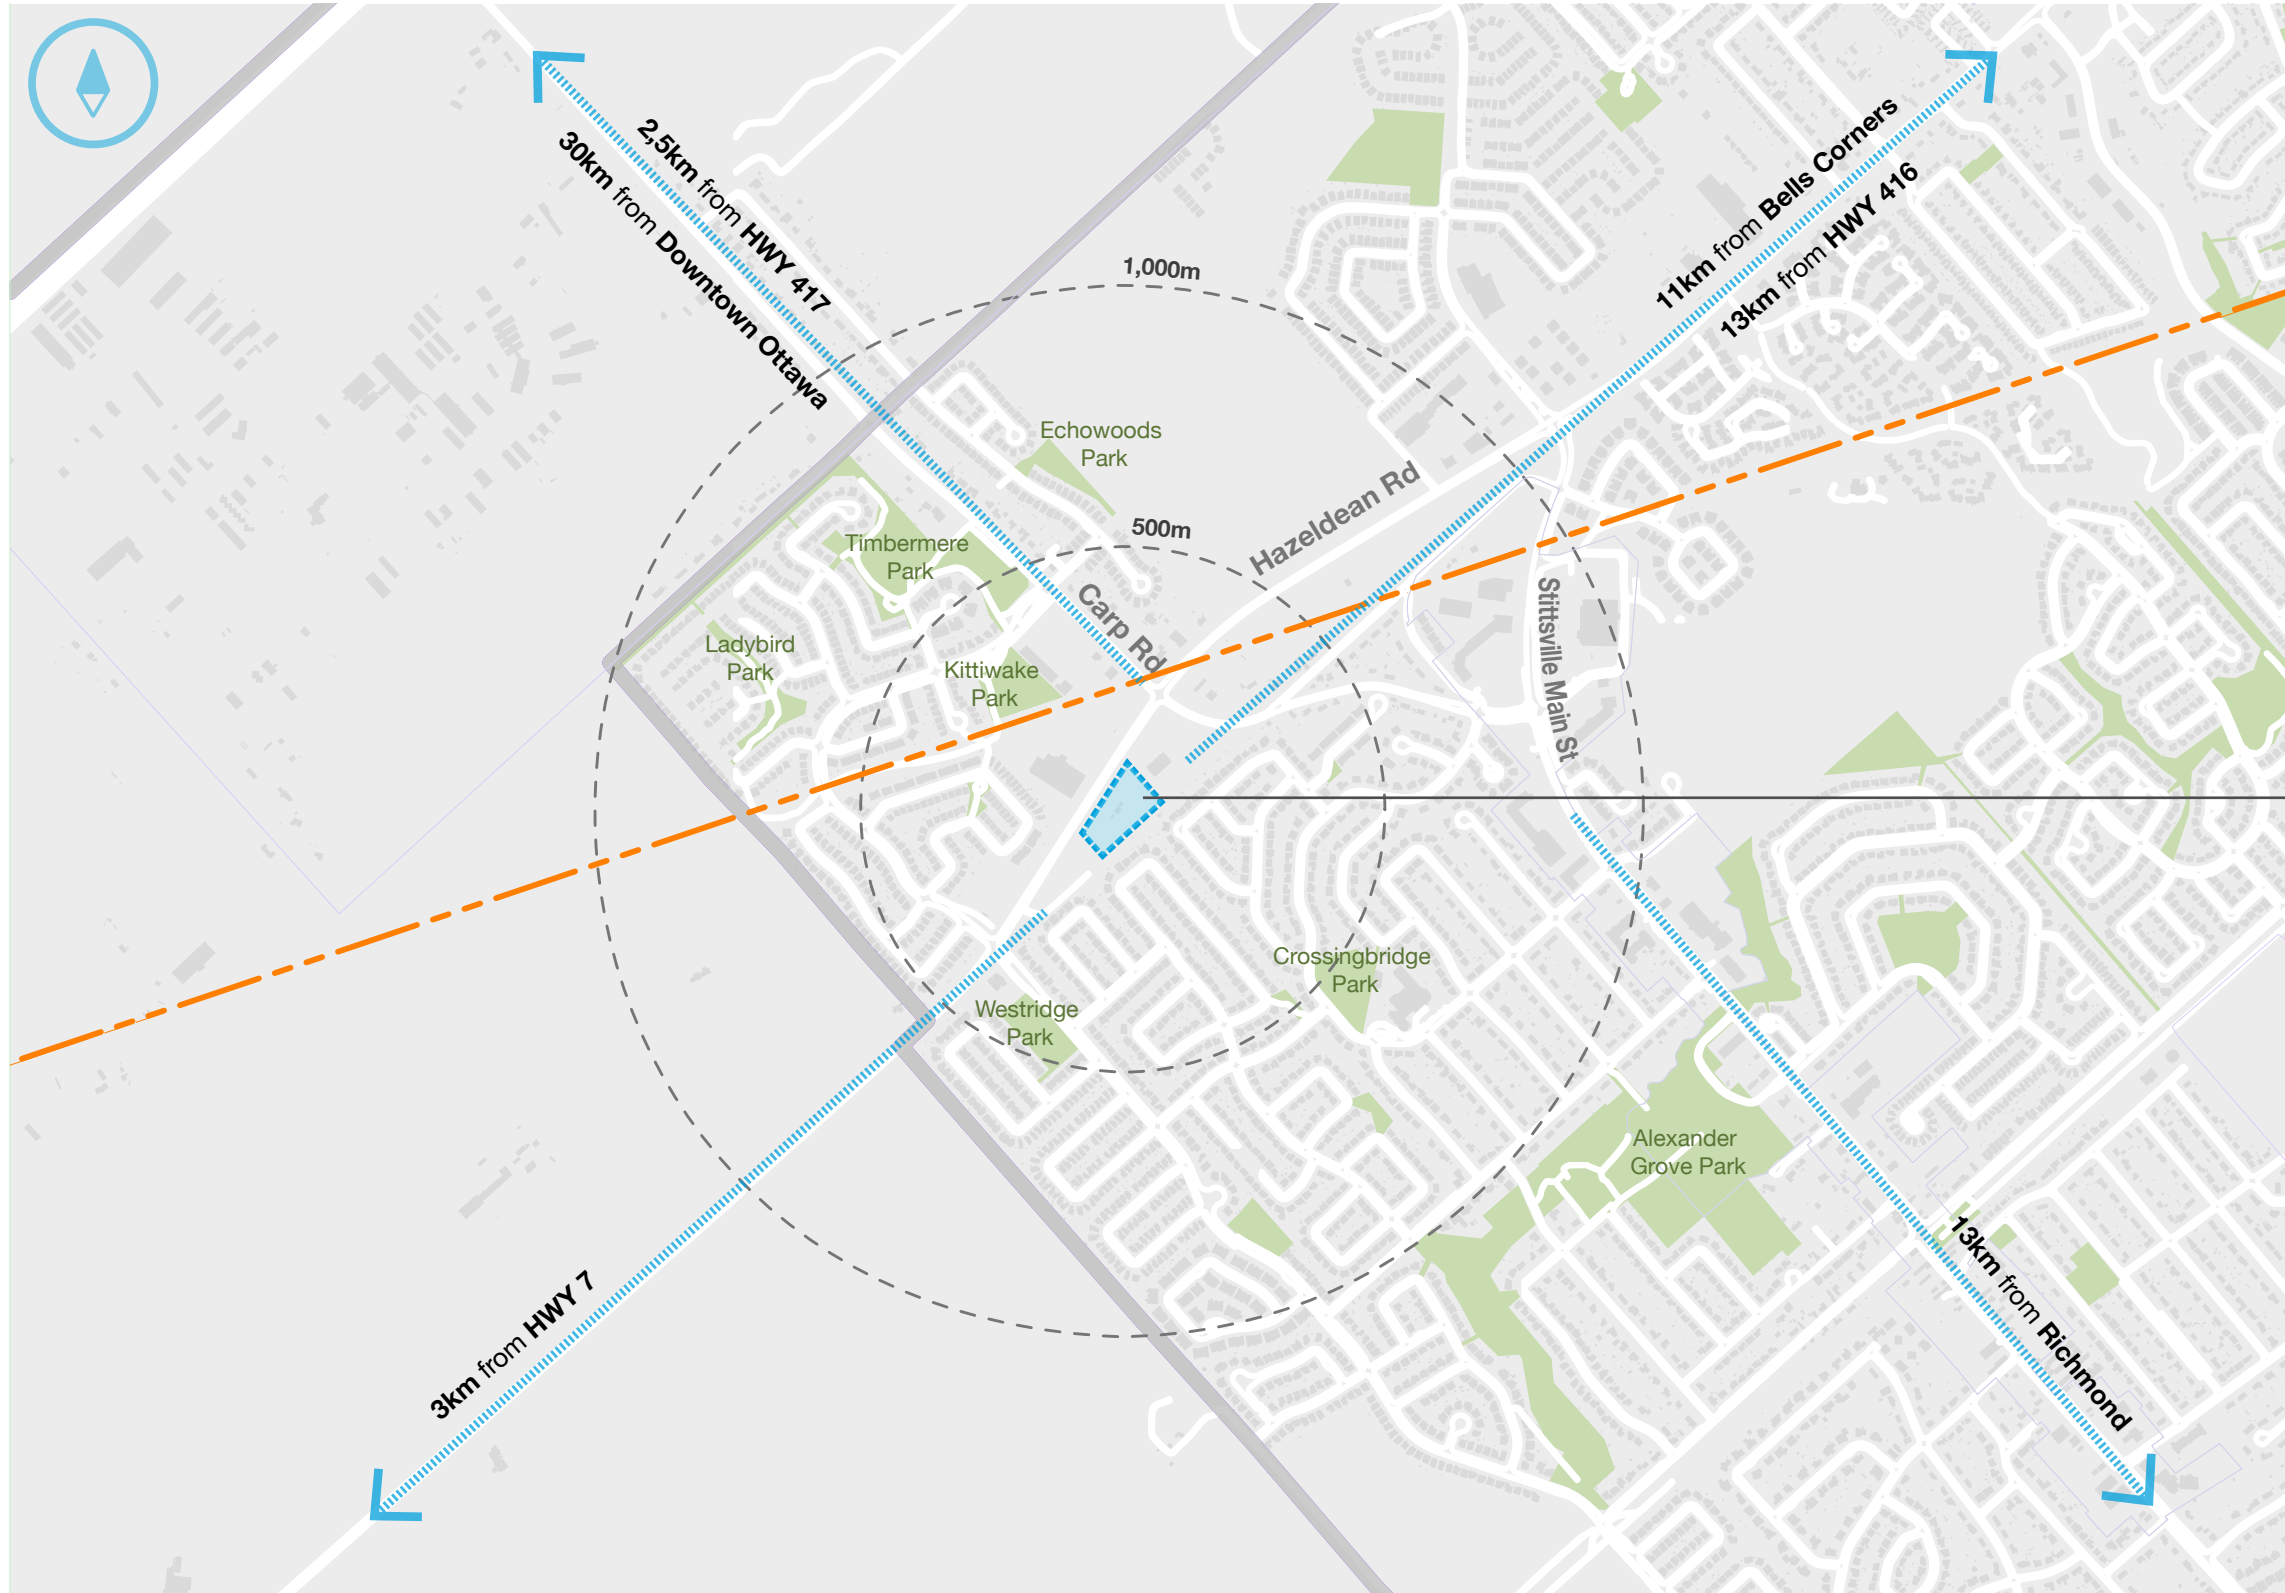 2,5km from HWY 417
30km from Downtown Ottawa
11km from Bells Corners
13km from HWY 416
1,000m
Echowoods
Park
Hazeldean Rd
500m
Timbermere
Park
Carp Rd
Stittsville Main St
Ladybird
Park
Kittiwake
Park
Crossingbridge
Park
Westridge
Park
Alexander
Grove Park
13km from Richmond
3km from HWY 7